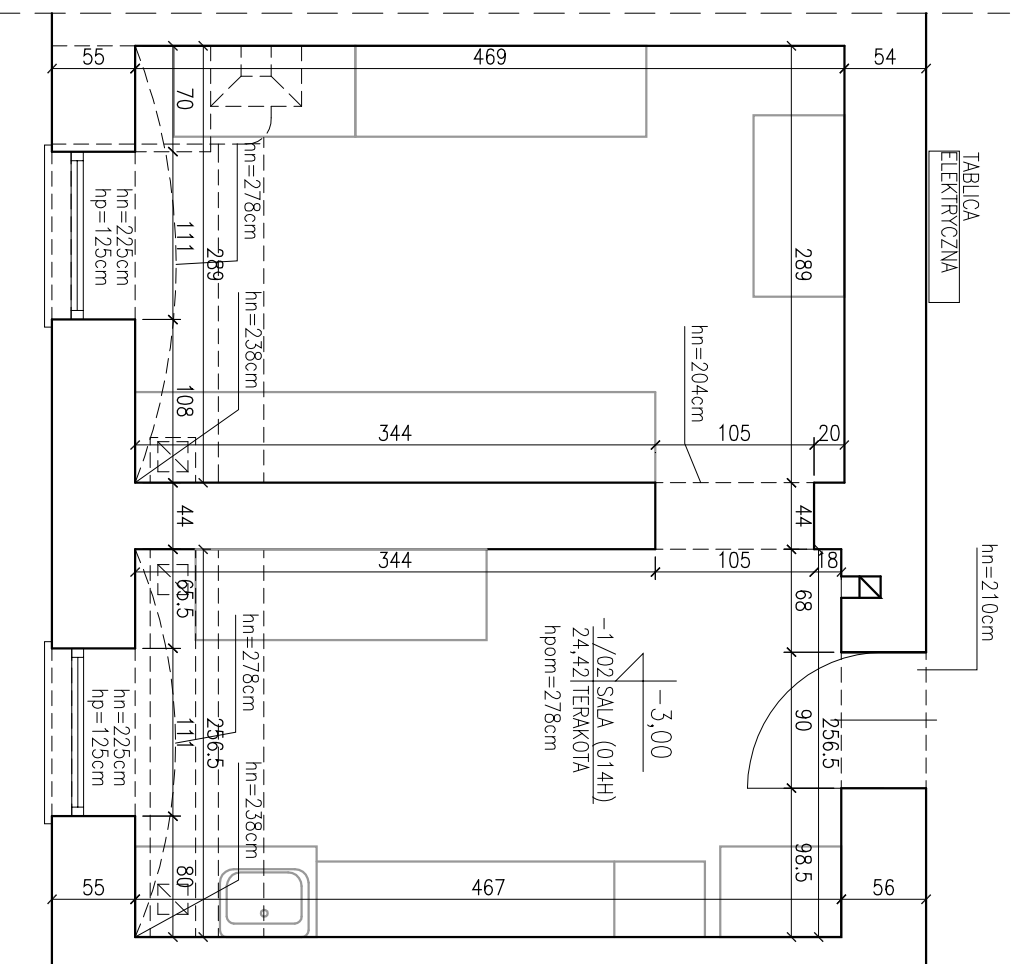 55
469
54
70
TABLICA
ELEKTRYCZNA
hn=278cm
hn=225cm
hp=125cm
111
289
289
hn=238cm
hn=204cm
108
344
105
20
44
44
344
105
18
hn=210cm
65.5
68
hn=278cm
-1/02 SALA (014H)
24,42 TERAKOTA
hpom=278cm
-3,00
hn=225cm
hp=125cm
111
256.5
90
256.5
hn=238cm
98.5
80
55
467
56